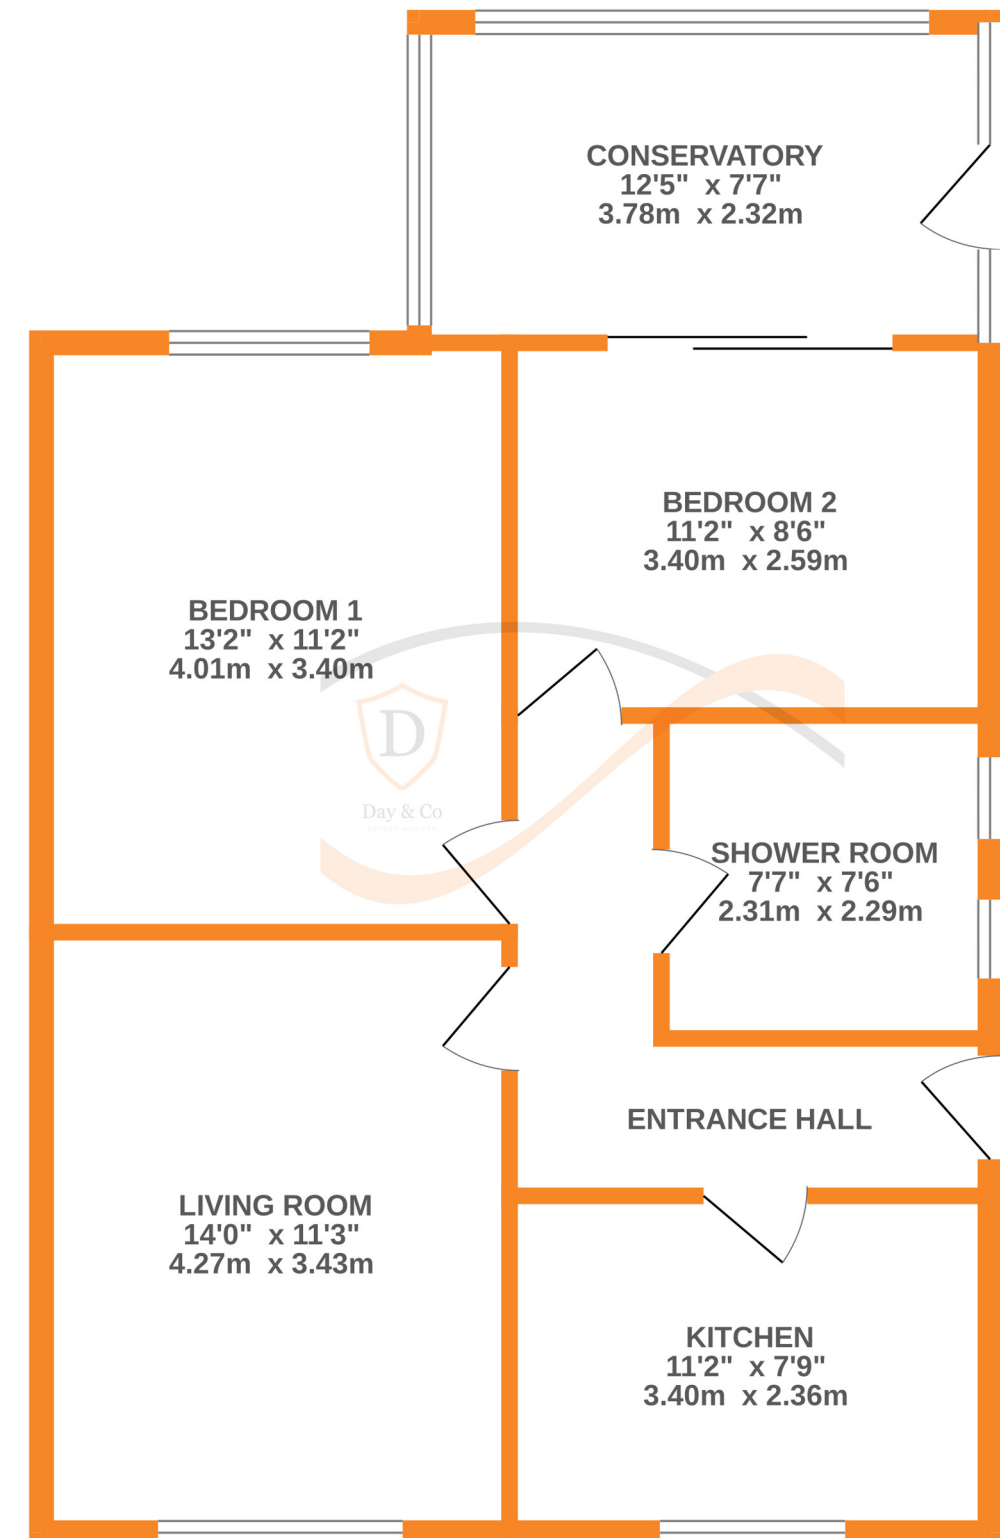 CONSERVATORY
12'5" x 7'7"
3.78m x 2.32m
BEDROOM 2
11'2" x 8'6"
3.40m x 2.59m
BEDROOM 1
13'2" x 11'2"
4.01m x 3.40m
D
Day & Co
SHOWER ROOM
7'7" x 7'6"
2.31m x 2.29m
ENTRANCE HALL
LIVING ROOM
14'0" x 11'3"
4.27m x 3.43m
KITCHEN
11'2" x 7'9"
3.40m x 2.36m